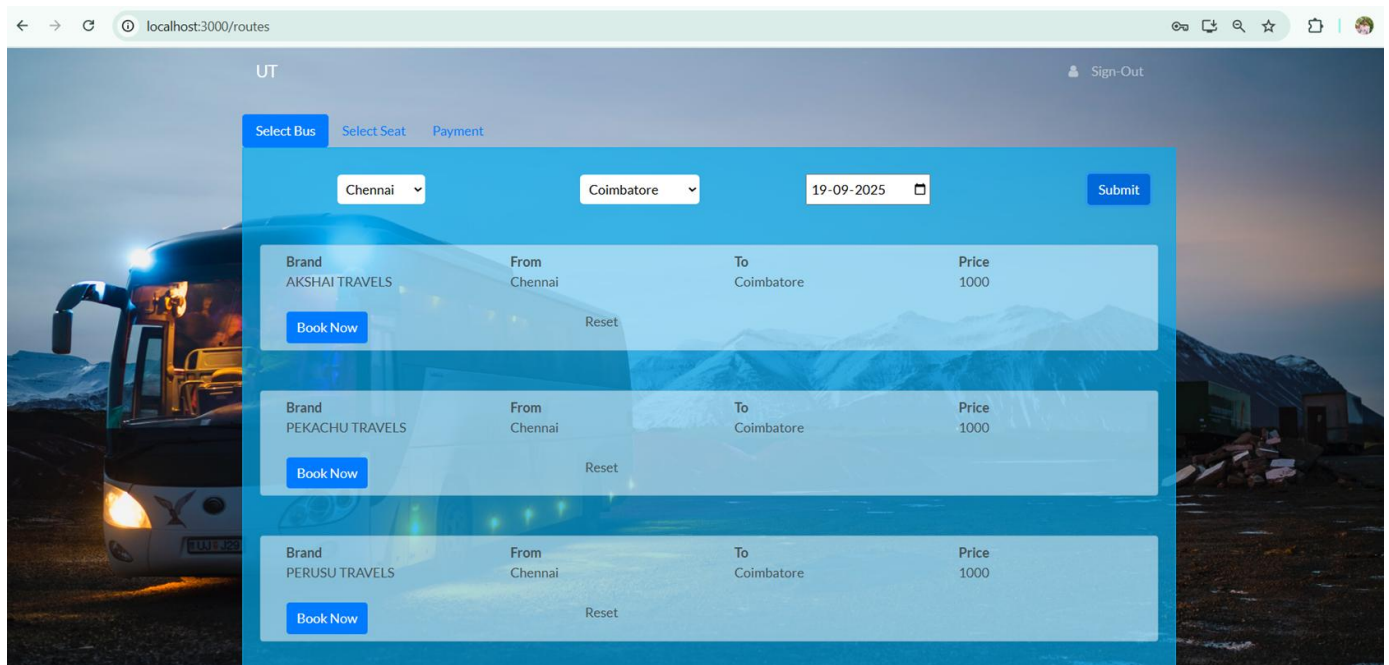 localhost:3000/routes
UT Sign-Out
Select Bus Select Seat Payment
Chennai Coimbatore 19-09-2025 Submit
Brand From To Price
AKSHAI TRAVELS Chennai Coimbatore 1000
Book Now Reset
Brand From To Price
PEKACHU TRAVELS Chennai Coimbatore 1000
Book Now Reset
Brand From To Price
PERUSU TRAVELS Chennai Coimbatore 1000
Book Now Reset